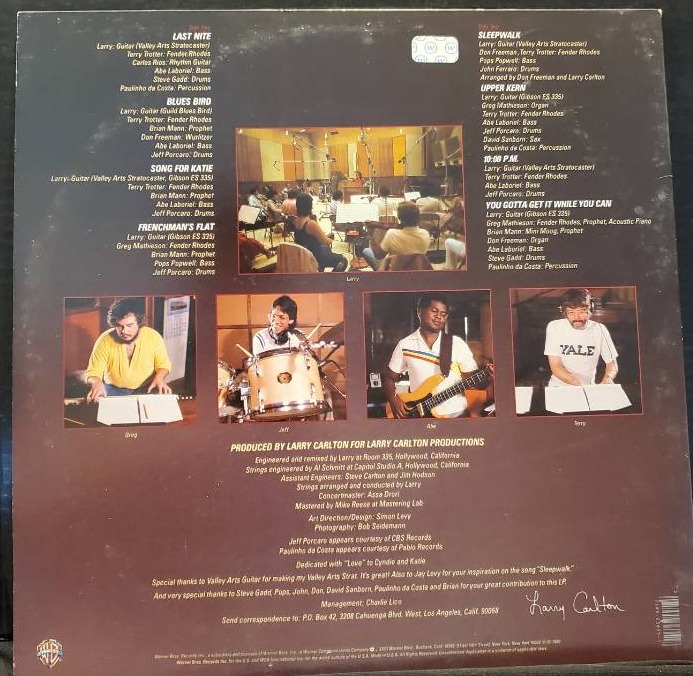 Side One
LAST NITE
Larry: Guitar (Valley Arts Stratocaster)
Terry Trotter: Fender Rhodes
Carlos Rios: Rhythm Guitar
Abe Laboriel: Bass
Steve Gadd: Drums
Paulinho da Costa: Percussion
BLUES BIRD
Larry: Guitar (Guild Blues Bird)
Terry Trotter: Fender Rhodes
Brian Mann: Prophet
Don Freeman: Wurlitzer
Abe Laboriel: Bass
Jeff Porcaro: Drums
SONG FOR KATIE
Larry: Guitar (Valley Arts Stratocaster, Gibson ES 335)
Terry Trotter: Fender Rhodes
Brian Mann: Prophet
Abe Laboriel: Bass
Jeff Porcaro: Drums
FRENCHMAN'S FLAT
Larry: Guitar (Gibson ES 335)
Greg Mathieson: Fender Rhodes
Brian Mann: Prophet
Pops Popwell: Bass
Jeff Porcaro: Drums
Side Two
SLEEPWALK
Larry: Guitar (Valley Arts Stratocaster)
Don Freeman, Terry Trotter: Fender Rhodes
Pops Popwell: Bass
John Ferraro: Drums
Arranged by Don Freeman and Larry Carlton
UPPER KERN
Larry: Guitar (Gibson ES 335)
Greg Mathieson: Organ
Terry Trotter: Fender Rhodes
Abe Laboriel: Bass
Jeff Porcaro: Drums
David Sanborn: Sax
Paulinho da Costa: Percussion
10:00 P.M.
Larry: Guitar (Valley Arts Stratocaster)
Terry Trotter: Fender Rhodes
Abe Laboriel: Bass
Jeff Porcaro: Drums
YOU GOTTA GET IT WHILE YOU CAN
Larry: Guitar (Gibson ES 335)
Greg Mathieson: Fender Rhodes, Prophet, Acoustic Piano
Brian Mann: Mini Moog, Prophet
Don Freeman: Organ
Abe Laboriel: Bass
Steve Gadd: Drums
Paulinho da Costa: Percussion
Larry
YALE
Greg
Jeff
Abe
Terry
PRODUCED BY LARRY CARLTON FOR LARRY CARLTON PRODUCTIONS
Engineered and remixed by Larry at Room 335, Hollywood, California
Strings engineered by Al Schmitt at Capitol Studio A, Hollywood, California
Assistant Engineers: Steve Carlton and Jim Hodson
Strings arranged and conducted by Larry
Concertmaster: Assa Drori
Mastered by Mike Reese at Mastering Lab
Art Direction/Design: Simon Levy
Photography: Bob Seidemann
Jeff Porcaro appears courtesy of CBS Records
Paulinho da Costa appears courtesy of Pablo Records
Dedicated with "Love" to Cyndie and Katie
Special thanks to Valley Arts Guitar for making my Valley Arts Strat. It's great! Also to Jay Levy for your inspiration on the song "Sleepwalk."
And very special thanks to Steve Gadd, Pops, John, Don, David Sanborn, Paulinho da Costa and Brian for your great contribution to this LP.
Management: Charlie Lico
Send correspondence to: P.O. Box 42, 3208 Cahuenga Blvd. West, Los Angeles, Calif. 90068
Larry Carlton